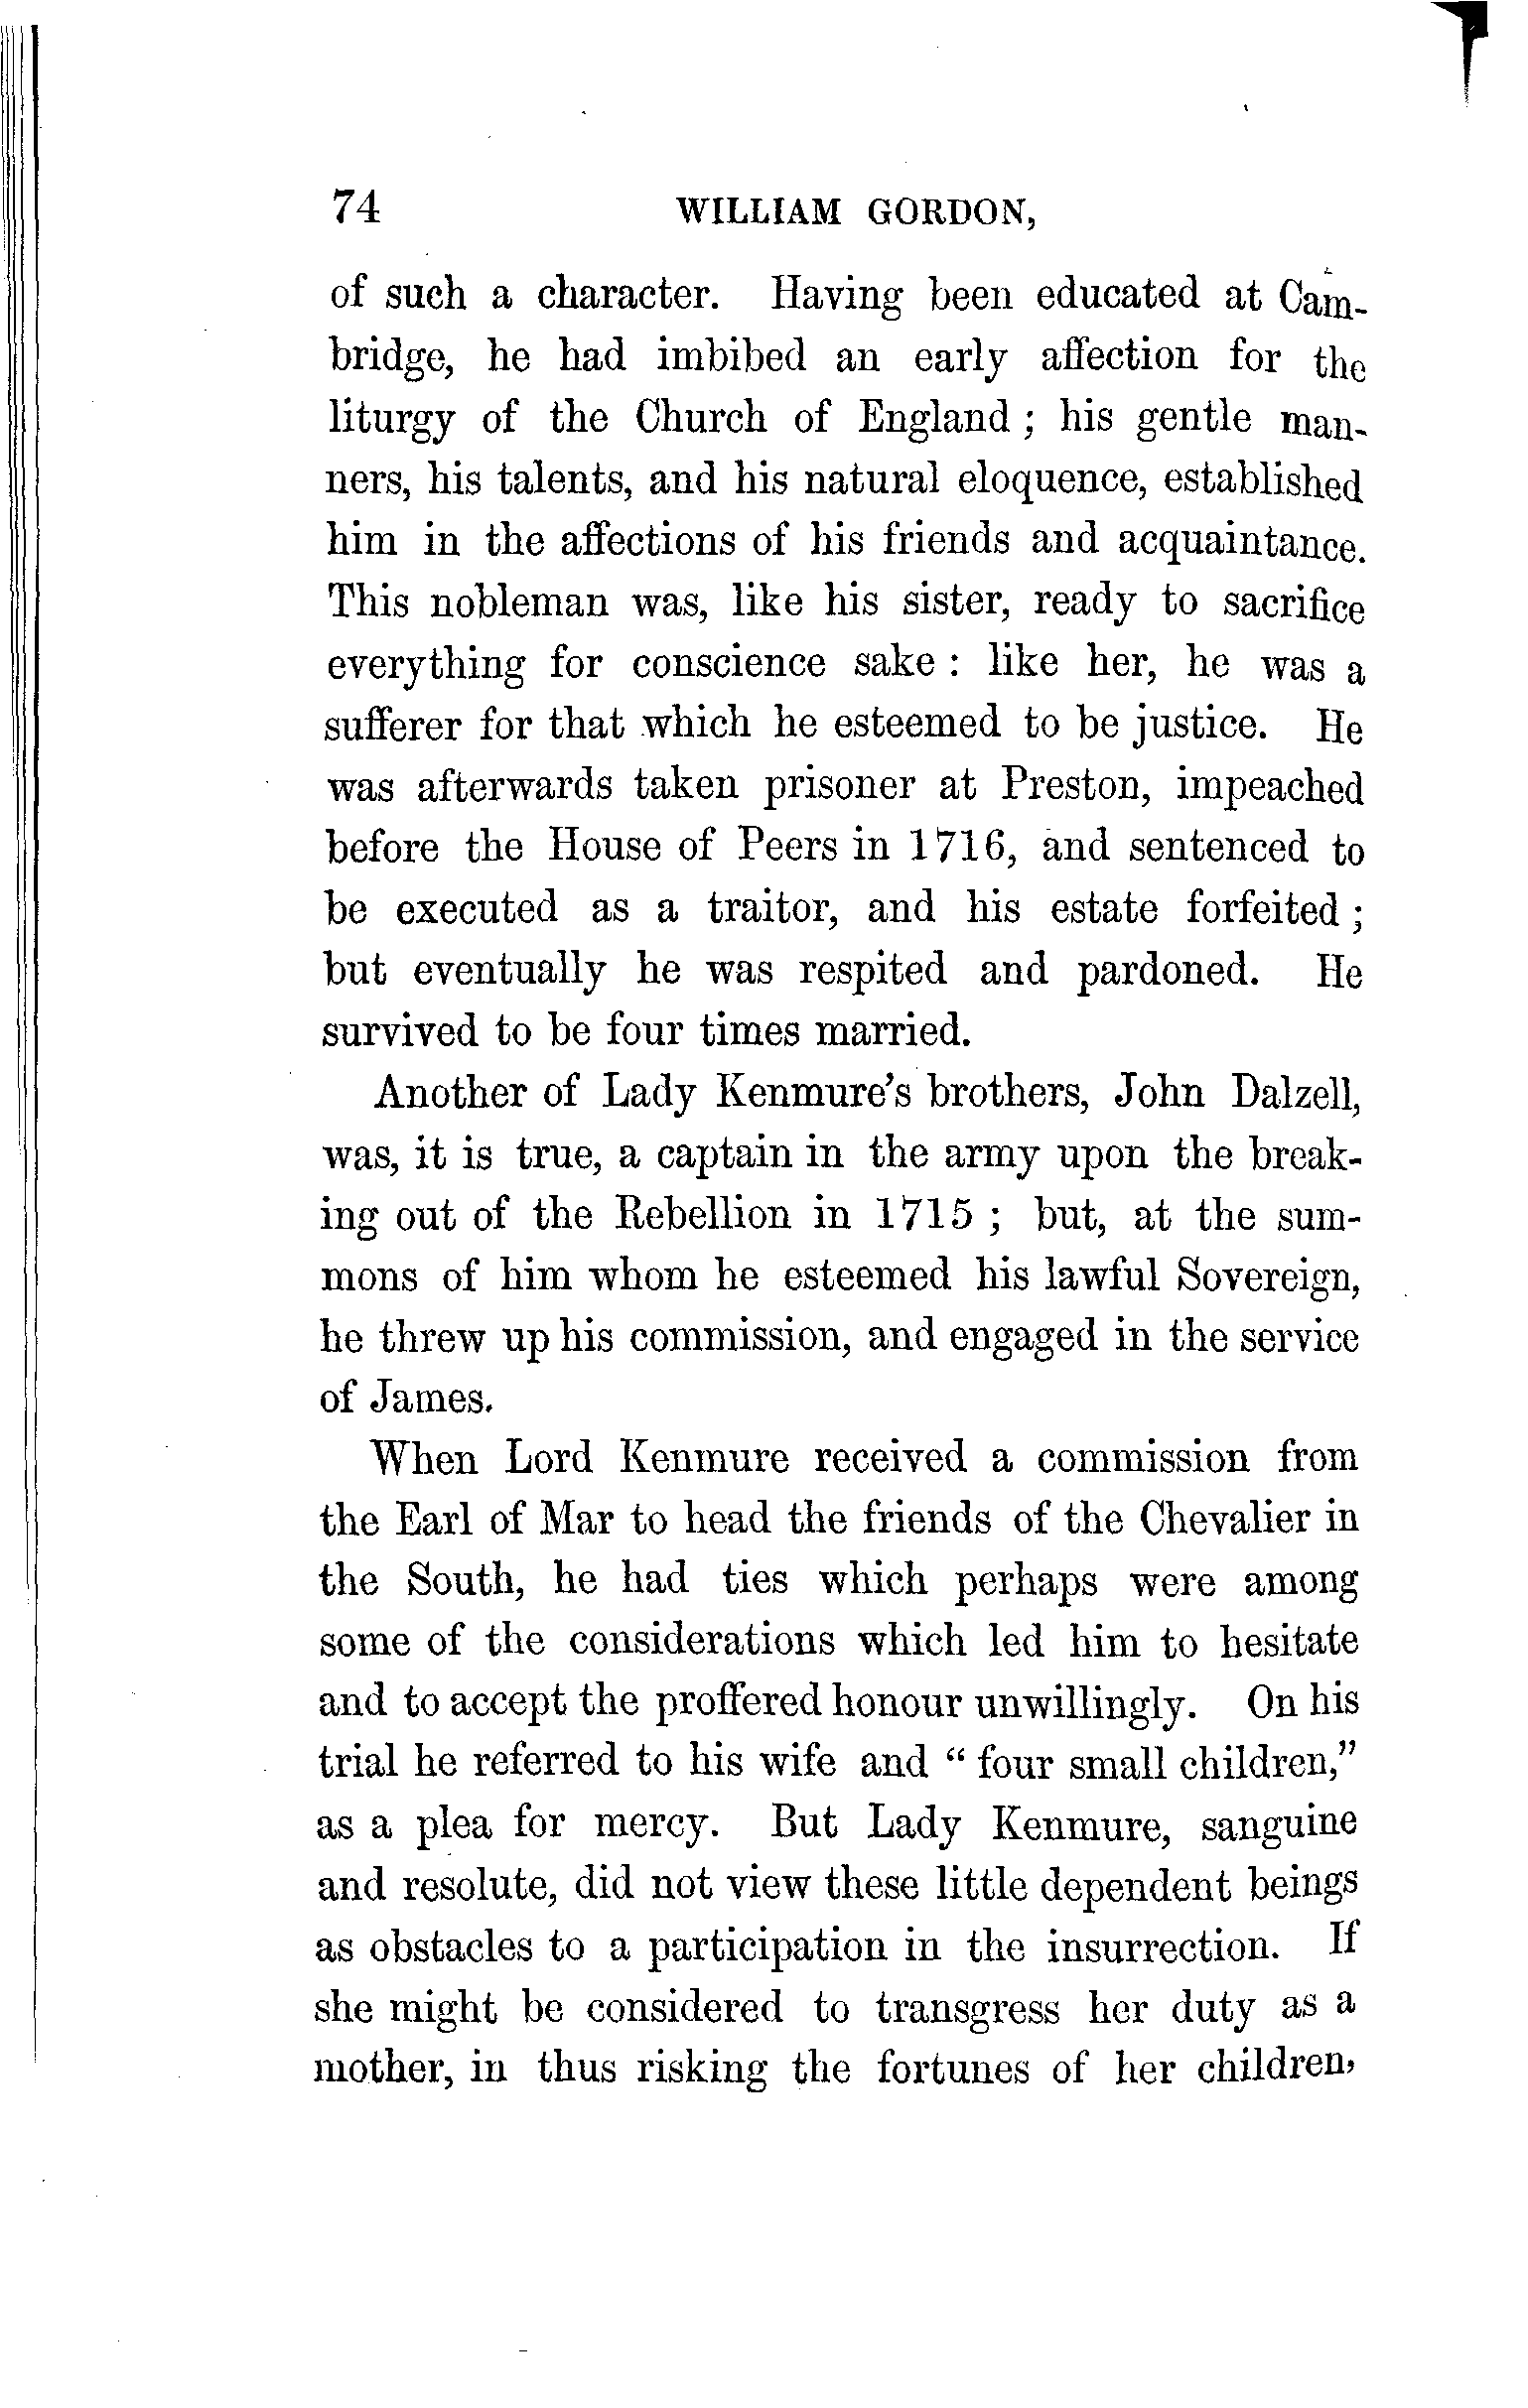 74 WILLIAM GORDON,
of such a character. Having been educated at Cam-
bridge, he had imbibed an early affection for the
liturgy of the Church of England ; his gentle man-
ners, his talents, and his natural eloquence, established
him in the affections of his friends and acquaintance.
This nobleman was, like his sister, ready to sacrifice
everything for conscience sake : like her, he was a
sufferer for that which he esteemed to be justice. He
was afterwards taken prisoner at Preston, impeached
before the House of Peers in 1716, and sentenced to
be executed as a traitor, and his estate forfeited ;
but eventually he was respited and pardoned. He
survived to be four times married.
Another of Lady Kenmure's brothers, John Dalzell,
was, it is true, a captain in the army upon the break-
ing out of the Rebellion in 1715 ; but, at the sum-
mons of him whom he esteemed his lawful Sovereign,
he threw up his commission, and engaged in the service
of James.
When Lord Kenmure received a commission from
the Earl of Mar to head the friends of the Chevalier in
the South, he had ties which perhaps were among
some of the considerations which led him to hesitate
and to accept the proffered honour unwillingly. On his
trial he referred to his wife and " four small children,"
as a plea for mercy. But Lady Kenmure, sanguine
and resolute, did not view these little dependent beings
as obstacles to a participation in the insurrection. If
she might be considered to transgress her duty as a
mother, in thus risking the fortunes of her children,